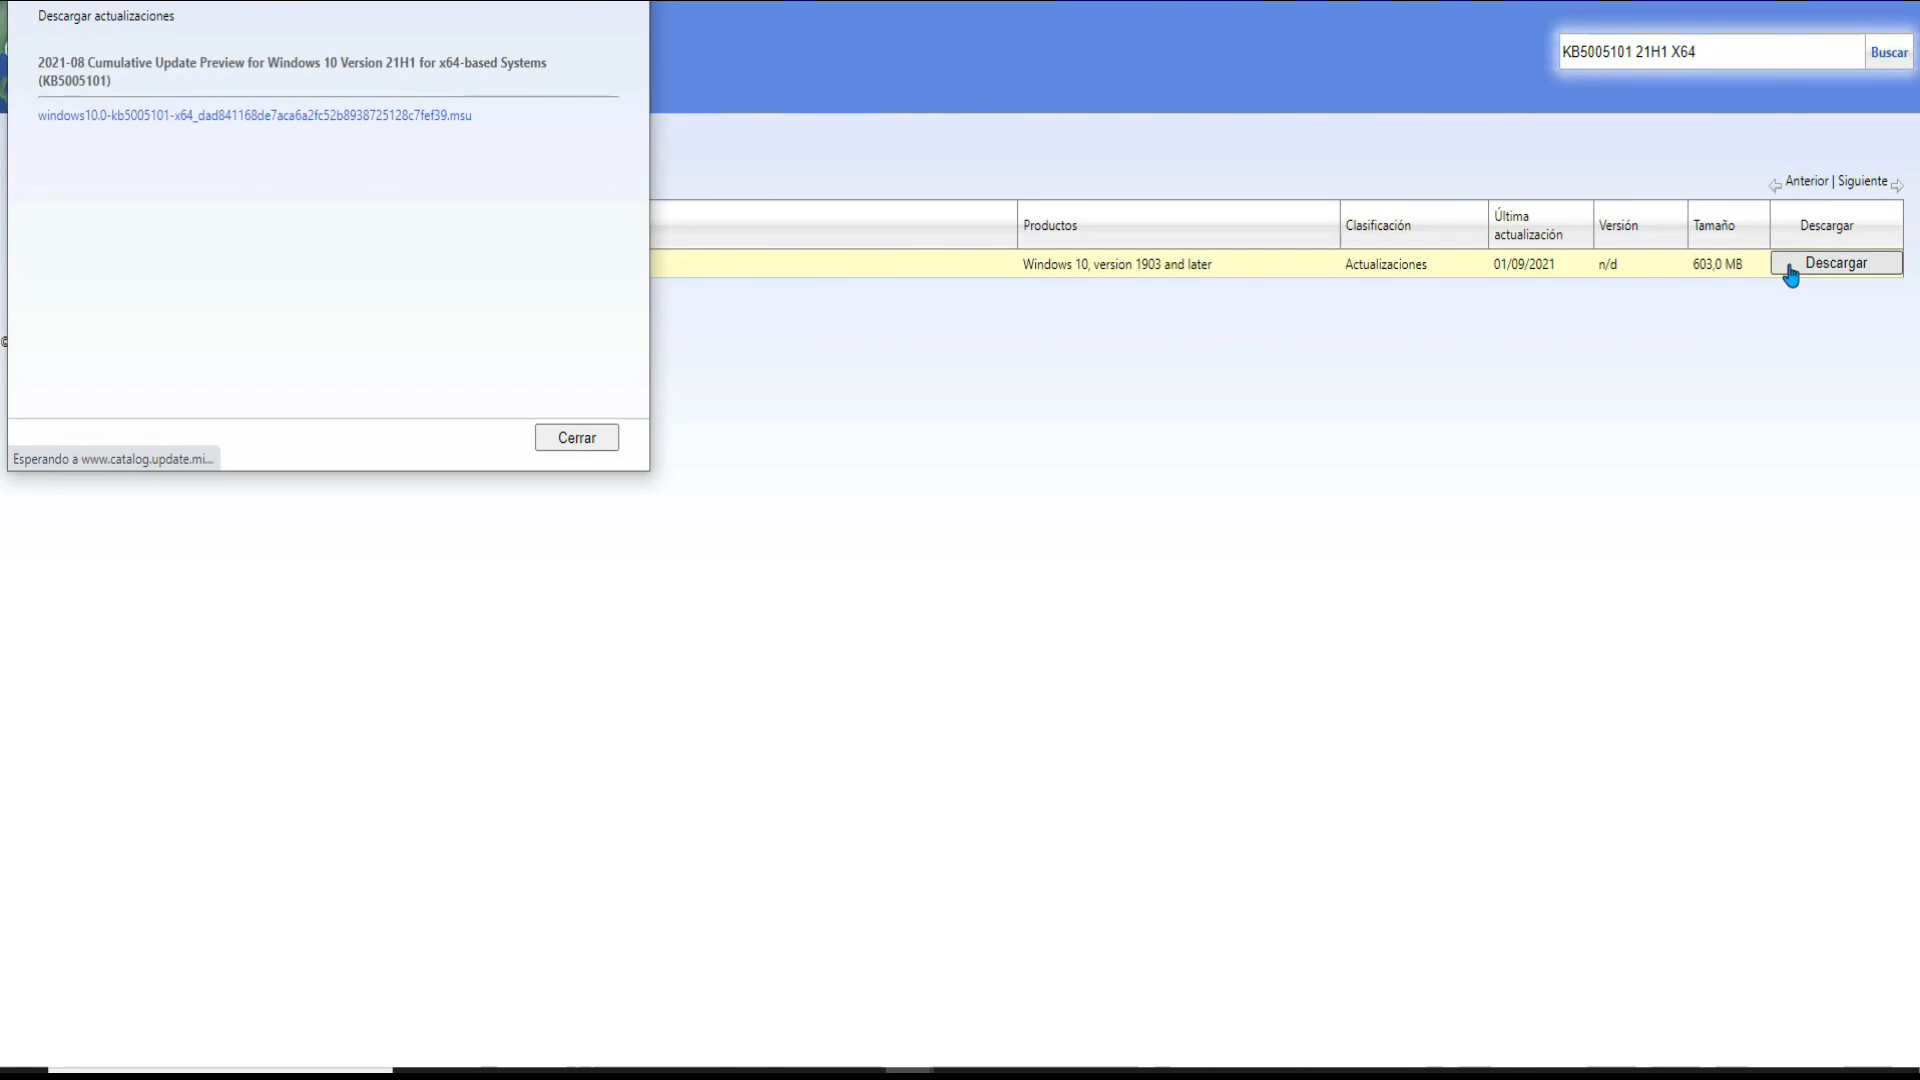 Descargar actualizaciones
2021-08 Cumulative Update Preview for Windows 10 Version 21H1 for x64-based Systems
(KB5005101)
windows10.0-kb5005101-x64_dad841168de7aca6a2fc52b8938725128c7fef39.msu
Cerrar
Esperando a www.catalog.update.mi...
KB5005101 21H1 X64
Buscar
Anterior | Siguiente
Productos
Clasificación
Última
actualización
Versión
Tamaño
Descargar
Windows 10, version 1903 and later
Actualizaciones
01/09/2021
n/d
603,0 MB
Descargar
©